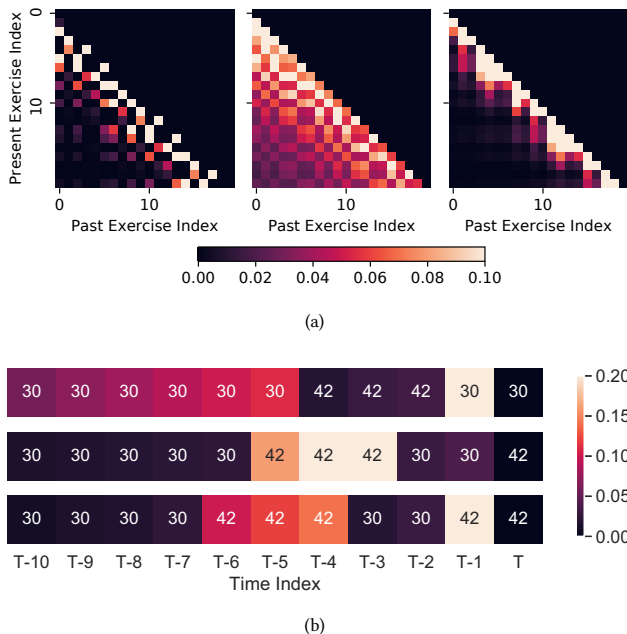 0
10
Present Exercise Index
0 10 0 10 0 10
Past Exercise Index Past Exercise Index Past Exercise Index
0.00 0.02 0.04 0.06 0.08 0.10
(a)
30 30 30 30 30 30 42 42 42 30 30
30 30 30 30 30 42 42 42 30 30 42
30 30 30 30 42 42 42 30 30 42 42
T-10 T-9 T-8 T-7 T-6 T-5 T-4 T-3 T-2 T-1 T
Time Index
0.20
0.15
0.10
0.05
0.00
(b)